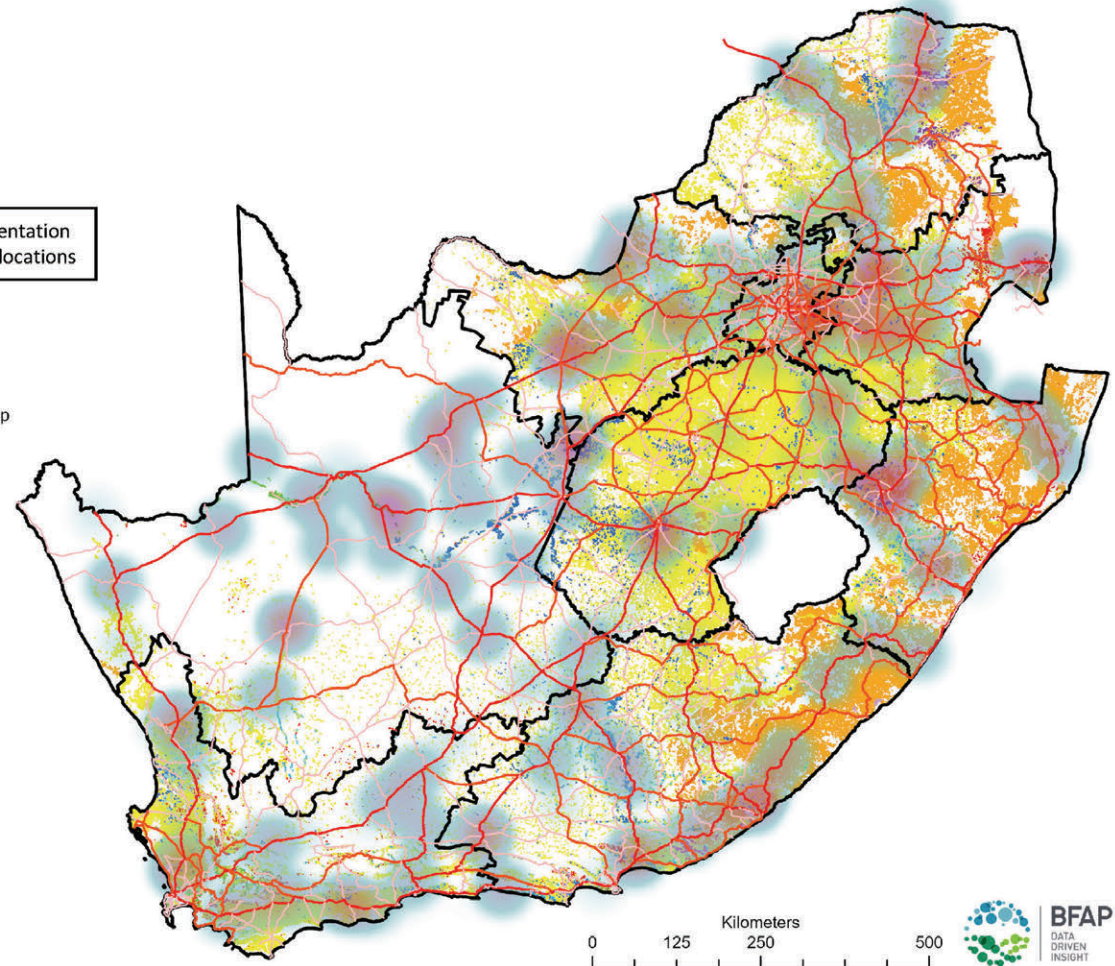 entation
locations
p
Kilometers
0 125 250 500
BFAP
DATA
DRIVEN
INSIGHT